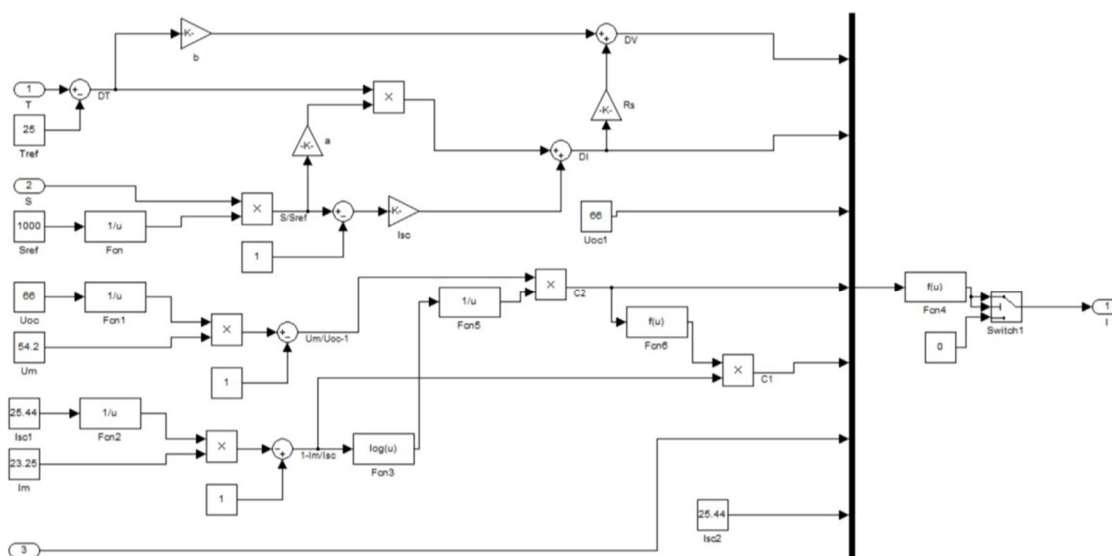 -K-
b
DV
1
T
DT
25
Tref
×
-K-
Rs
-K-
a
DI
2
S
×
S/Sref
1000
Sref
1/u
Fcn
K-
Isc
1
66
Uoc1
66
Uoc
1/u
Fcn1
54.2
Um
×
Um/Uoc-1
1
1/u
Fcn5
×
C2
f(u)
Fcn6
×
C1
f(u)
Fcn4
0
Switch1
1
I
25.44
Isc1
1/u
Fcn2
23.25
Im
×
1-Im/Isc
1
log(u)
Fcn3
25.44
Isc2
3